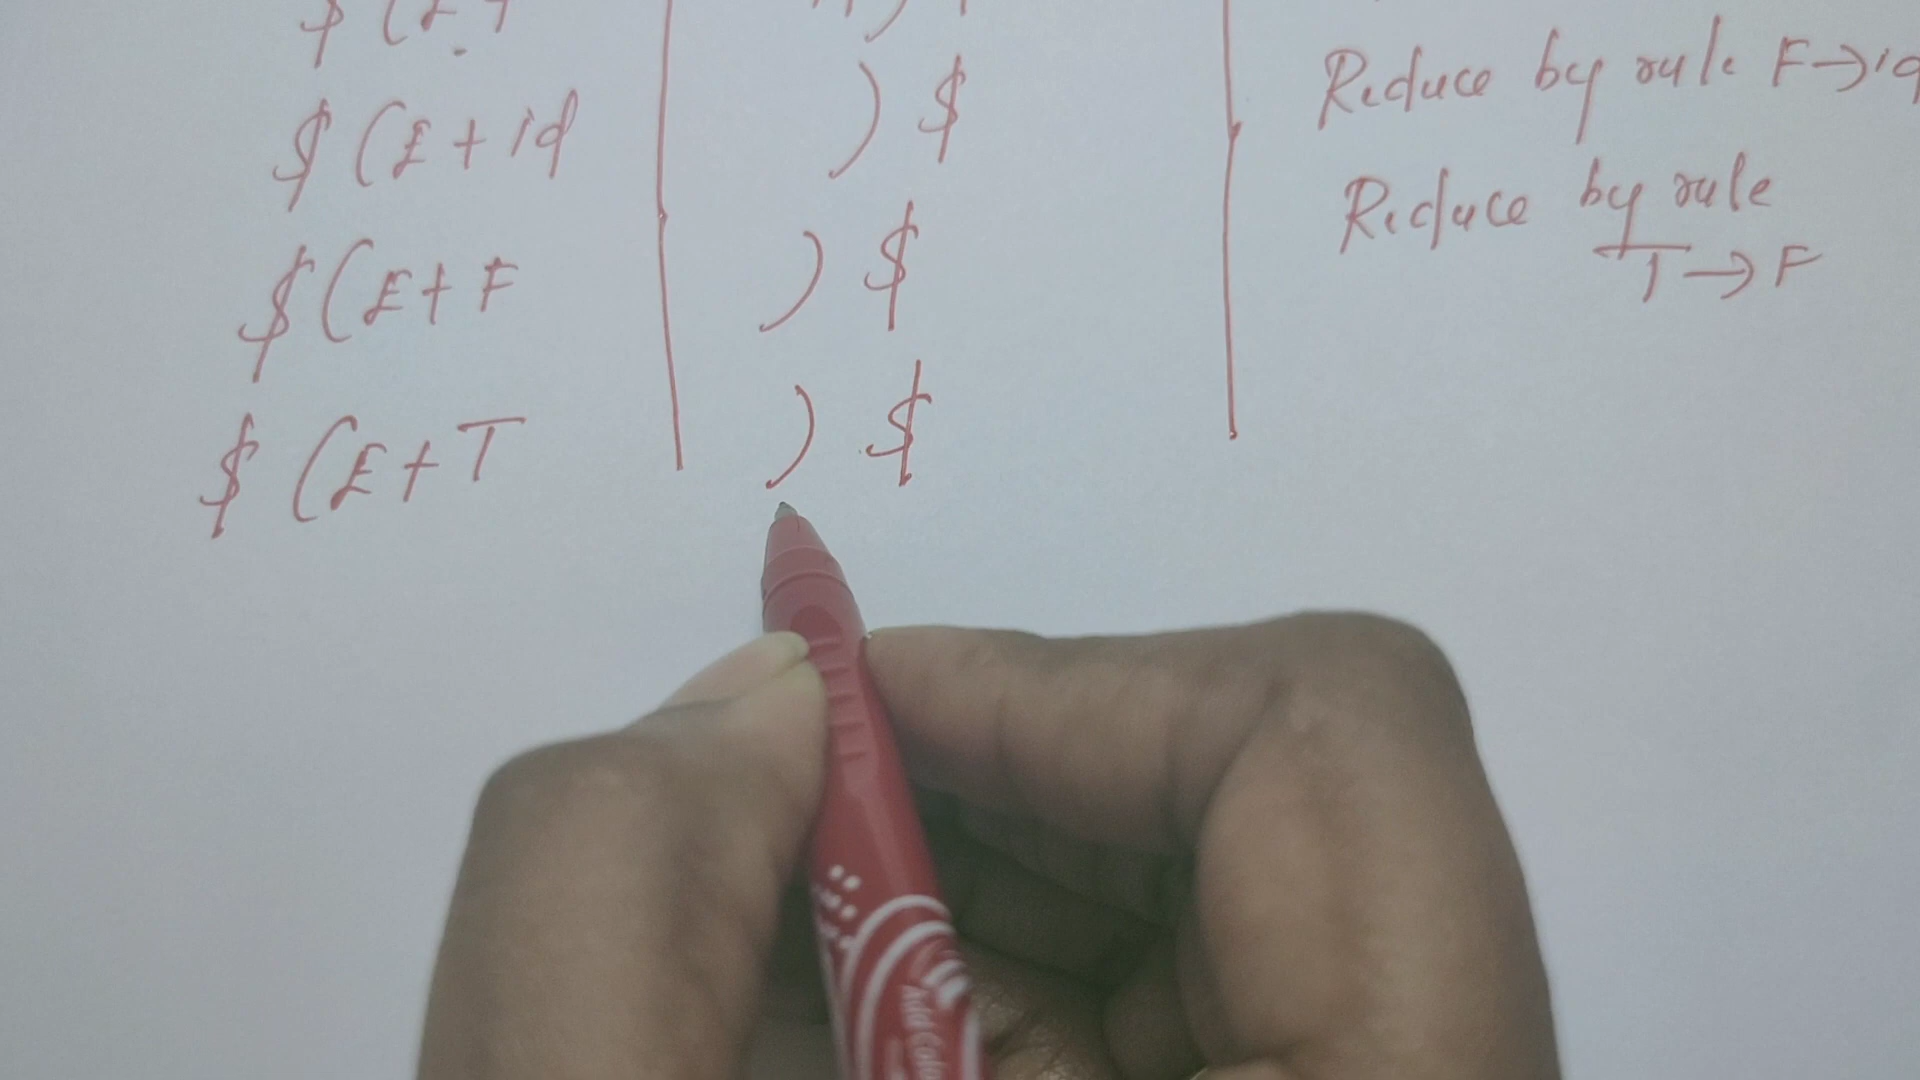 $ (E + id ) $ Reduce by rule F → id
$ (E + F ) $ Reduce by rule
T → F
$ (E + T ) $